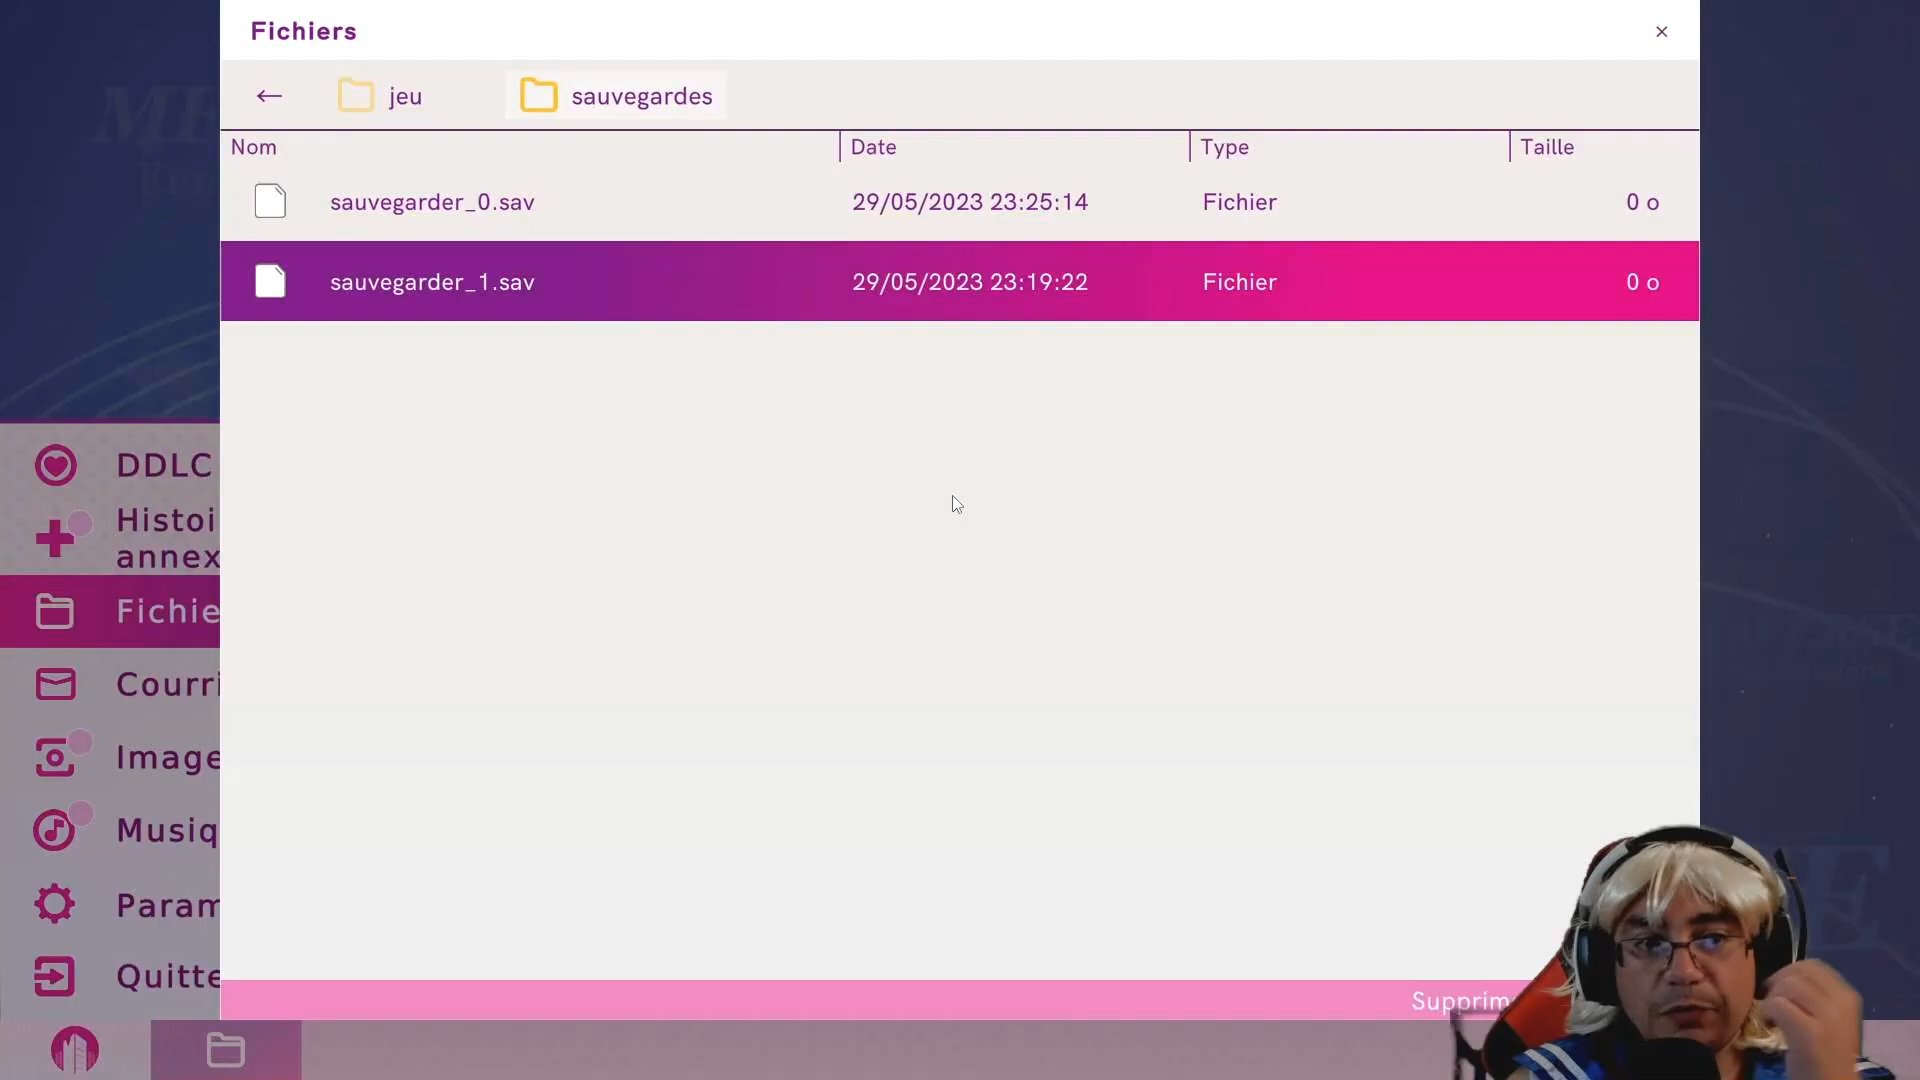 Fichiers
×
← jeu sauvegardes
Nom Date Type Taille
sauvegarder_0.sav 29/05/2023 23:25:14 Fichier 0 o
sauvegarder_1.sav 29/05/2023 23:19:22 Fichier 0 o
DDLC
Histoi
annex
Fichie
Courri
Image
Musiq
Param
Quitte
Supprim